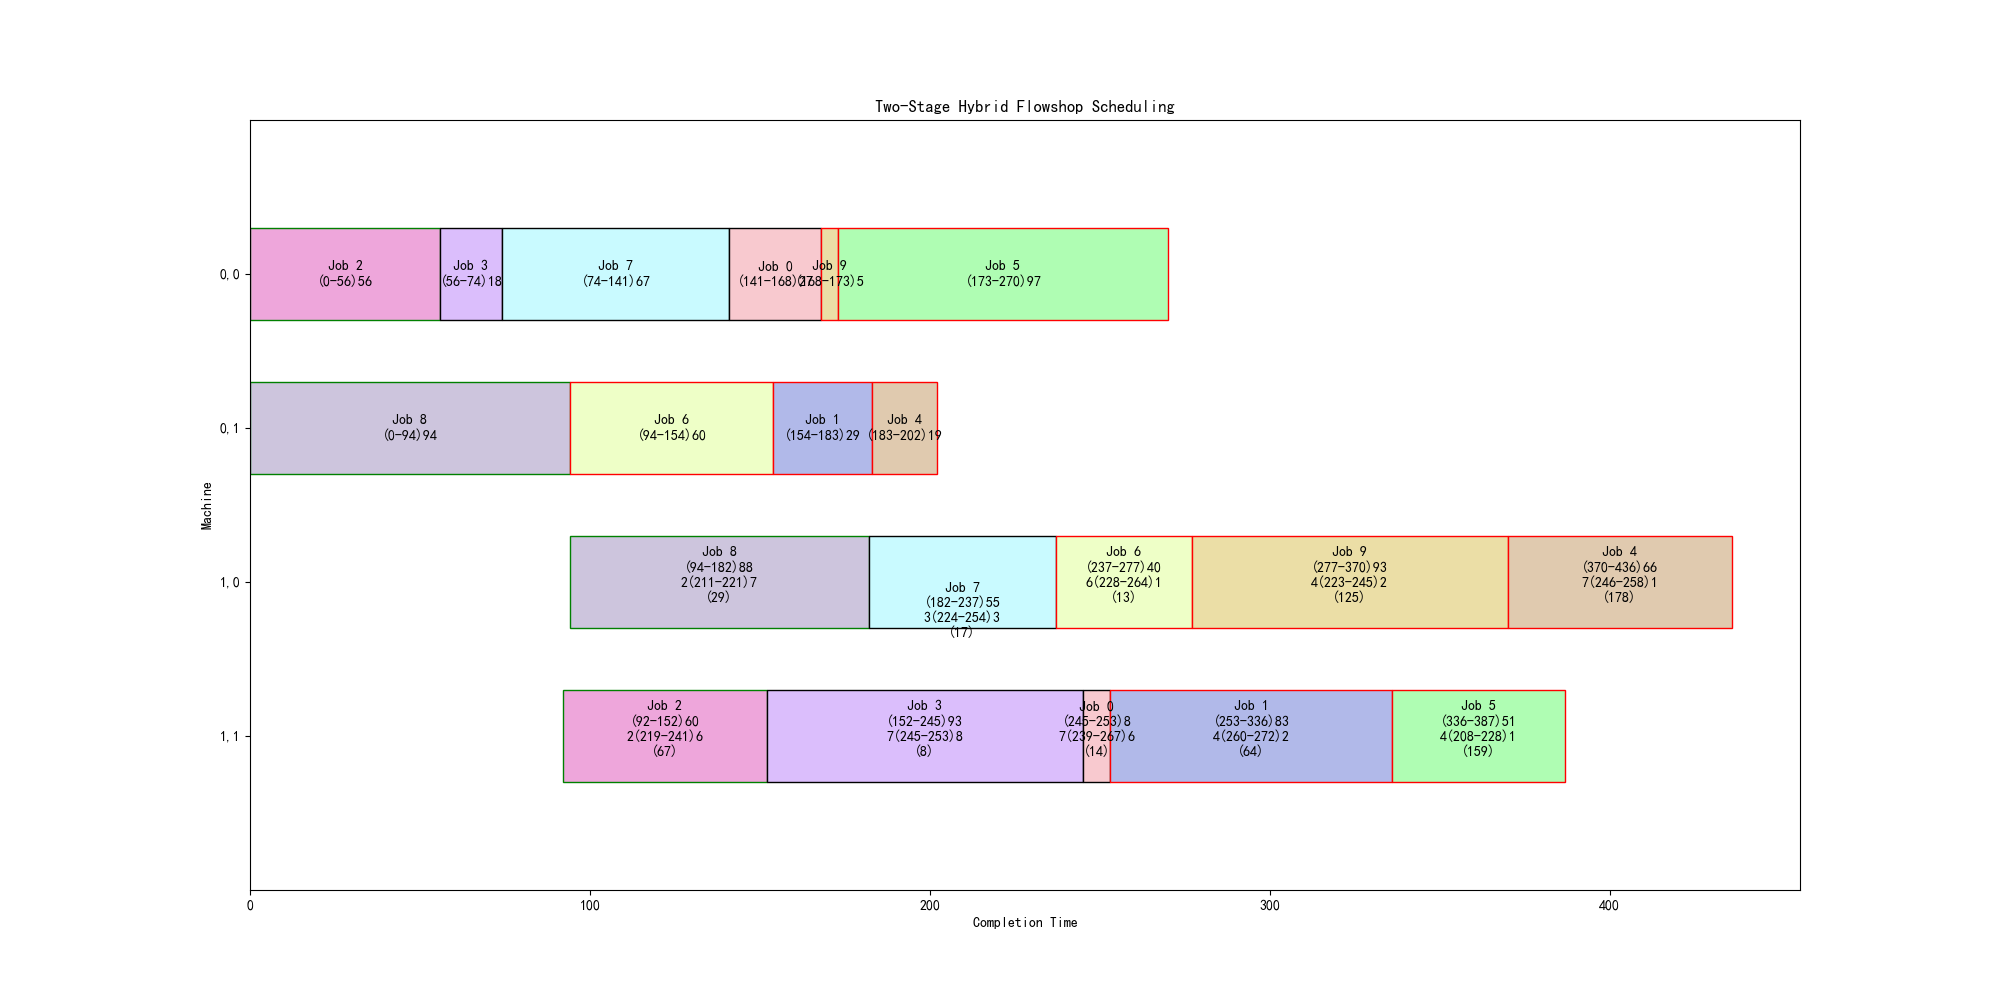 Two-Stage Hybrid Flowshop Scheduling
0,0
Job 2
(0-56)56
Job 3
(56-74)18
Job 7
(74-141)67
Job 0
(141-168)27
Job 9
(168-173)5
Job 5
(173-270)97
0,1
Job 8
(0-94)94
Job 6
(94-154)60
Job 1
(154-183)29
Job 4
(183-202)19
Machine
1,0
Job 8
(94-182)88
2(211-221)7
(29)
Job 7
(182-237)55
3(224-254)3
(17)
Job 6
(237-277)40
6(228-264)1
(13)
Job 9
(277-370)93
4(223-245)2
(125)
Job 4
(370-436)66
7(246-258)1
(178)
1,1
Job 2
(92-152)60
2(219-241)6
(67)
Job 3
(152-245)93
7(245-253)8
(8)
Job 0
(245-253)8
7(239-267)6
(14)
Job 1
(253-336)83
4(260-272)2
(64)
Job 5
(336-387)51
4(208-228)1
(159)
0
100
200
300
400
Completion Time